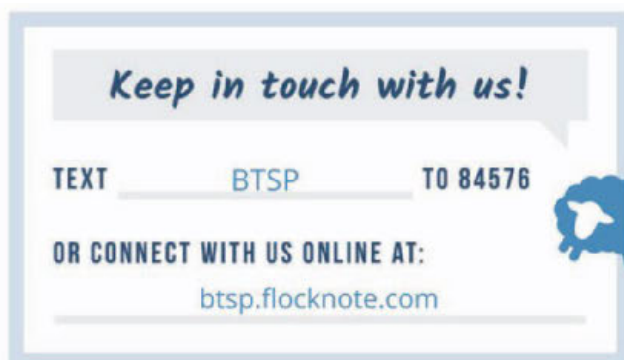 Keep in touch with us!
TEXT BTSP TO 84576
OR CONNECT WITH US ONLINE AT:
btsp.flocknote.com